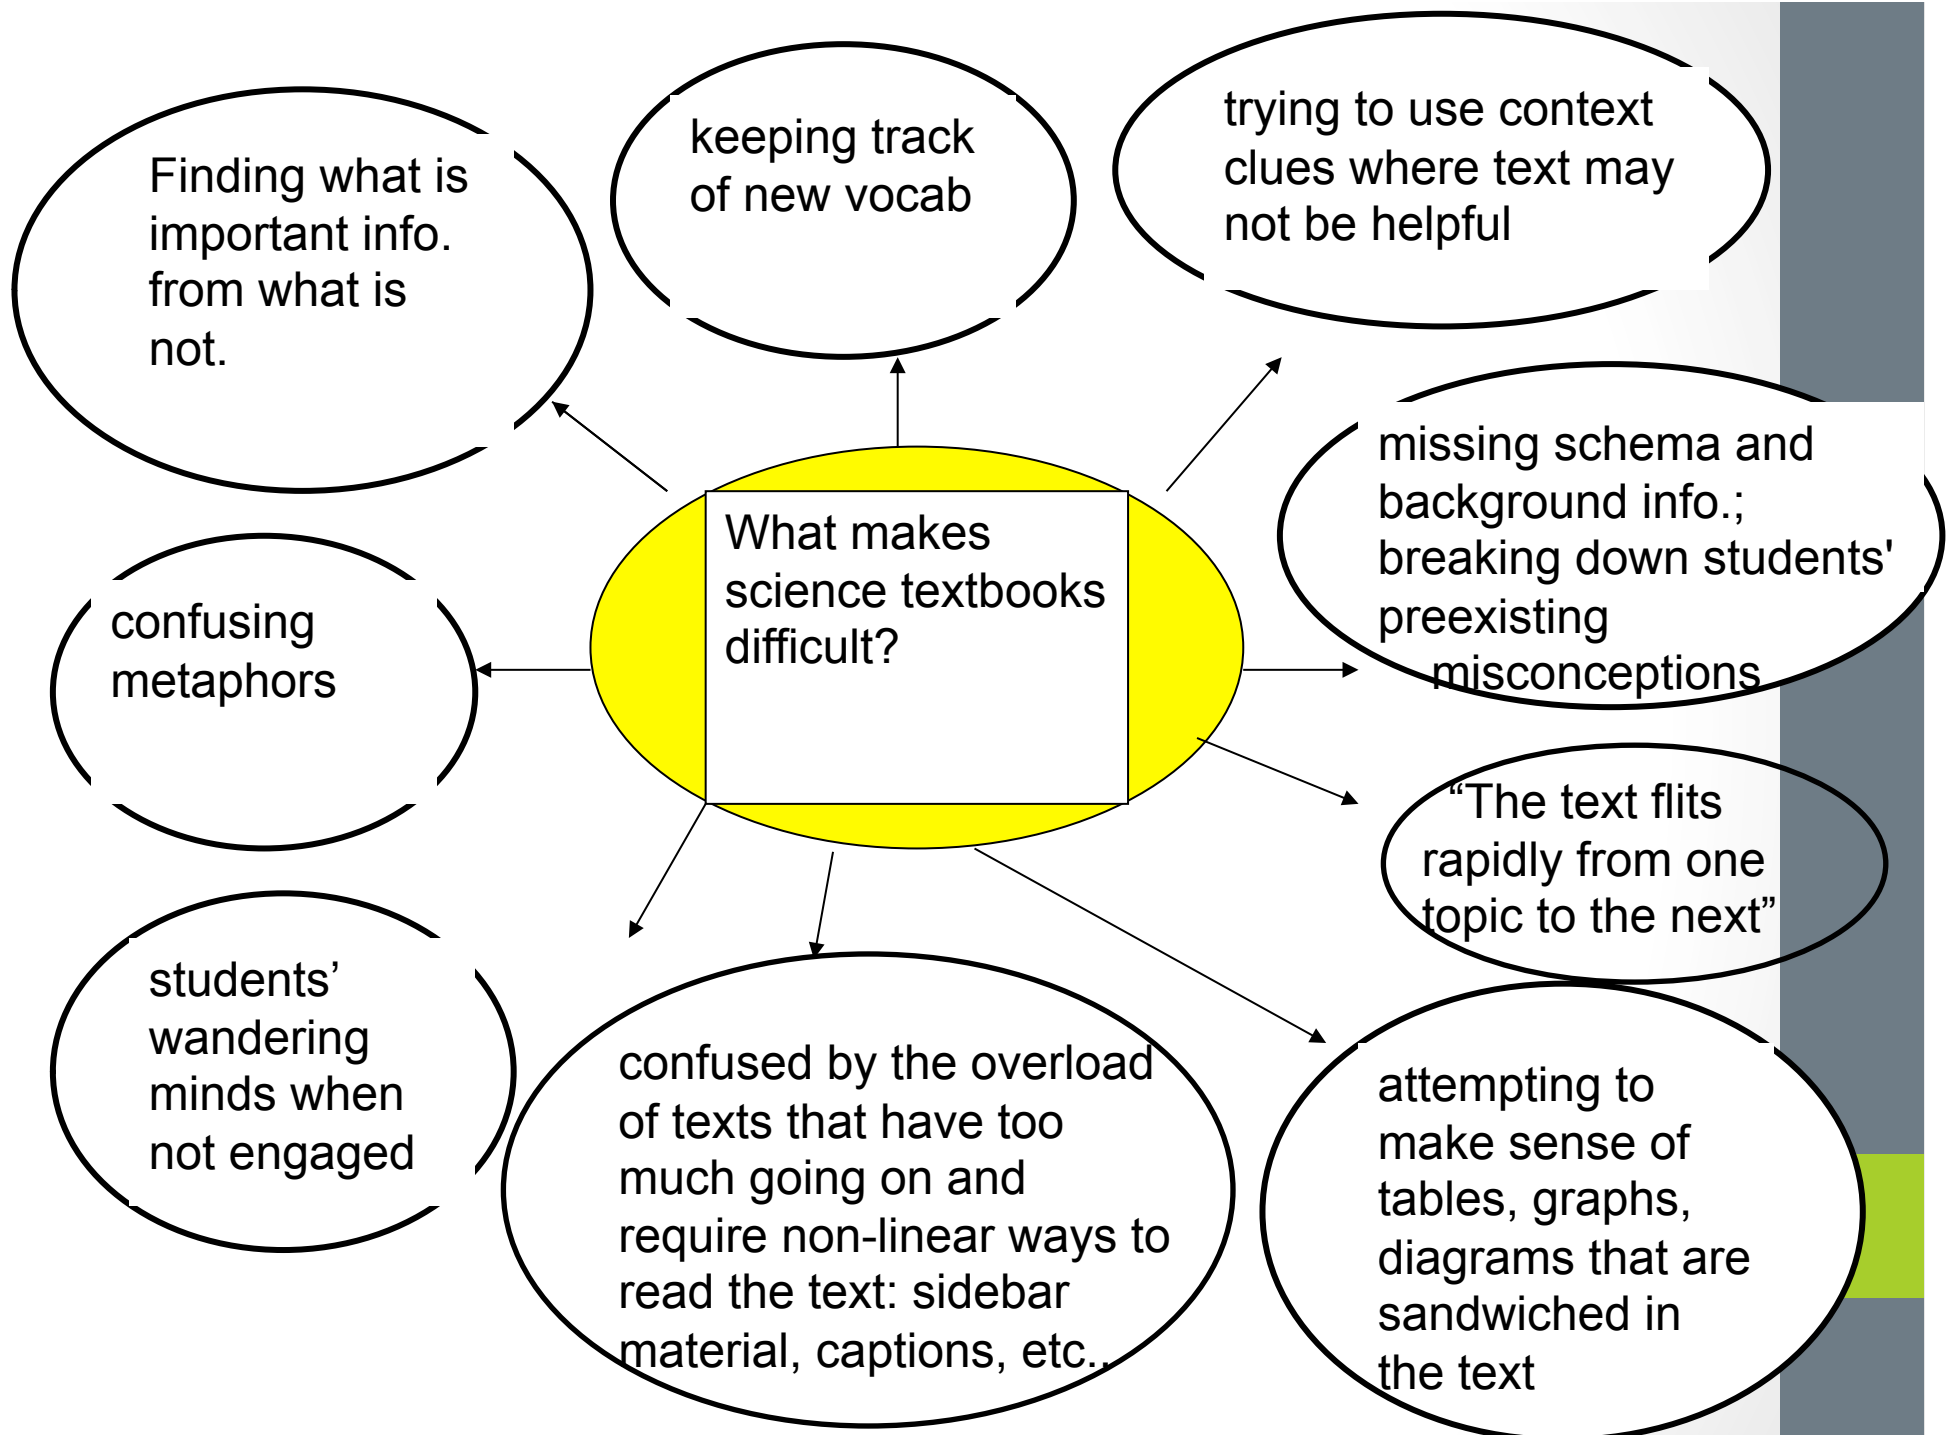 Finding what is
important info.
from what is
not.
keeping track
of new vocab
trying to use context
clues where text may
not be helpful
What makes
science textbooks
difficult?
missing schema and
background info.;
breaking down students'
preexisting
misconceptions
confusing
metaphors
“The text flits
rapidly from one
topic to the next”
students’
wandering
minds when
not engaged
confused by the overload
of texts that have too
much going on and
require non-linear ways to
read the text: sidebar
material, captions, etc..
attempting to
make sense of
tables, graphs,
diagrams that are
sandwiched in
the text